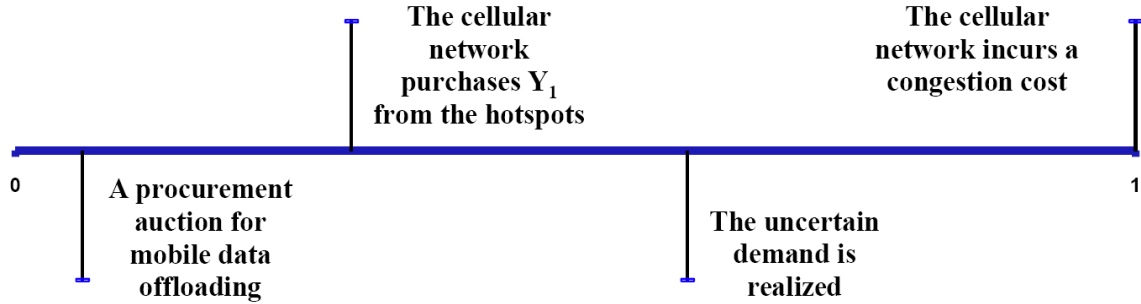 The cellular
network
purchases Y₁
from the hotspots
The cellular
network incurs a
congestion cost
0
1
A procurement
auction for
mobile data
offloading
The uncertain
demand is
realized